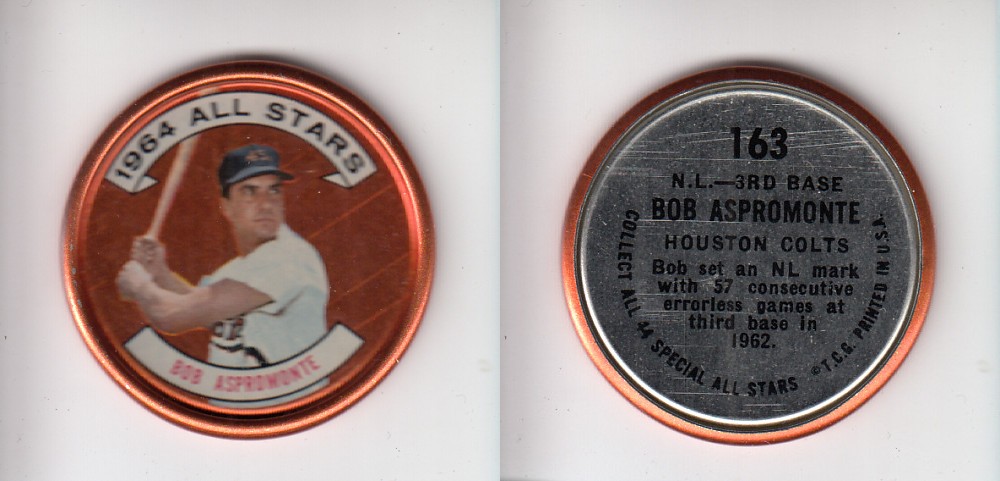 1964 ALL STARS
BOB ASPROMONTE
163
N.L.—3RD BASE
BOB ASPROMONTE
HOUSTON COLTS
Bob set an NL mark
with 57 consecutive
errorless games at
third base in
1962.
COLLECT ALL 44 SPECIAL ALL STARS
©T.C.G. PRINTED IN U.S.A.